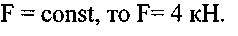 F = const, то F= 4 кН.